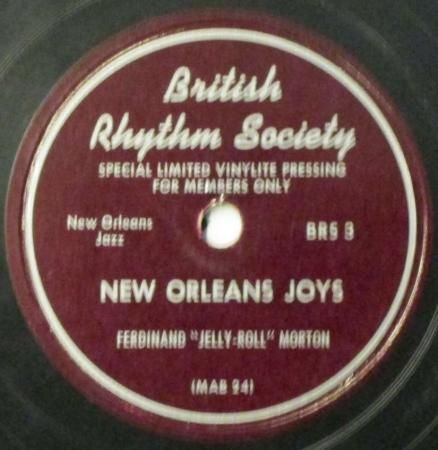 British
Rhythm Society
SPECIAL LIMITED VINYLITE PRESSING
FOR MEMBERS ONLY
New Orleans
Jazz
BRS 3
NEW ORLEANS JOYS
FERDINAND "JELLY-ROLL" MORTON
(MAB 24)